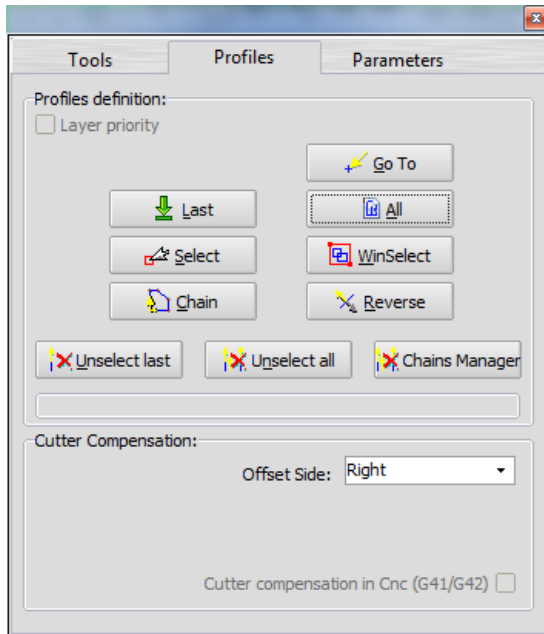 Tools
Profiles
Parameters
Profiles definition:
Layer priority
Go To
Last
All
Select
WinSelect
Chain
Reverse
Unselect last
Unselect all
Chains Manager
Cutter Compensation:
Offset Side: Right
Cutter compensation in Cnc (G41/G42)